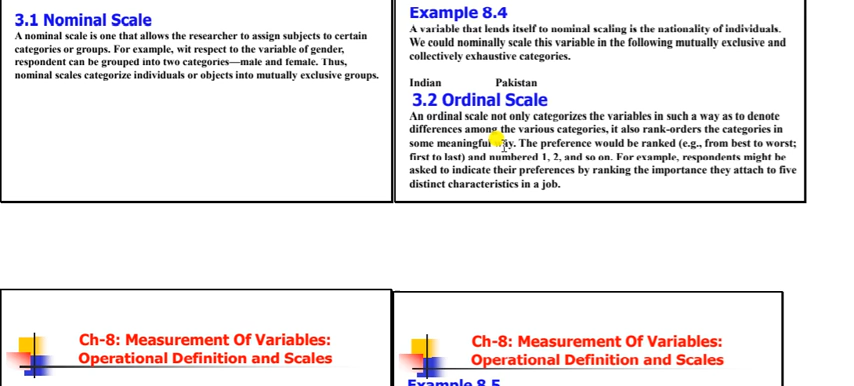 3.1 Nominal Scale
A nominal scale is one that allows the researcher to assign subjects to certain
categories or groups. For example, wit respect to the variable of gender,
respondent can be grouped into two categories—male and female. Thus,
nominal scales categorize individuals or objects into mutually exclusive groups.
Example 8.4
A variable that lends itself to nominal scaling is the nationality of individuals.
We could nominally scale this variable in the following mutually exclusive and
collectively exhaustive categories.
Indian Pakistan
3.2 Ordinal Scale
An ordinal scale not only categorizes the variables in such a way as to denote
differences among the various categories, it also rank-orders the categories in
some meaningful way. The preference would be ranked (e.g., from best to worst;
first to last) and numbered 1, 2, and so on. For example, respondents might be
asked to indicate their preferences by ranking the importance they attach to five
distinct characteristics in a job.
Ch-8: Measurement Of Variables:
Operational Definition and Scales
Ch-8: Measurement Of Variables:
Operational Definition and Scales
Example 8.5